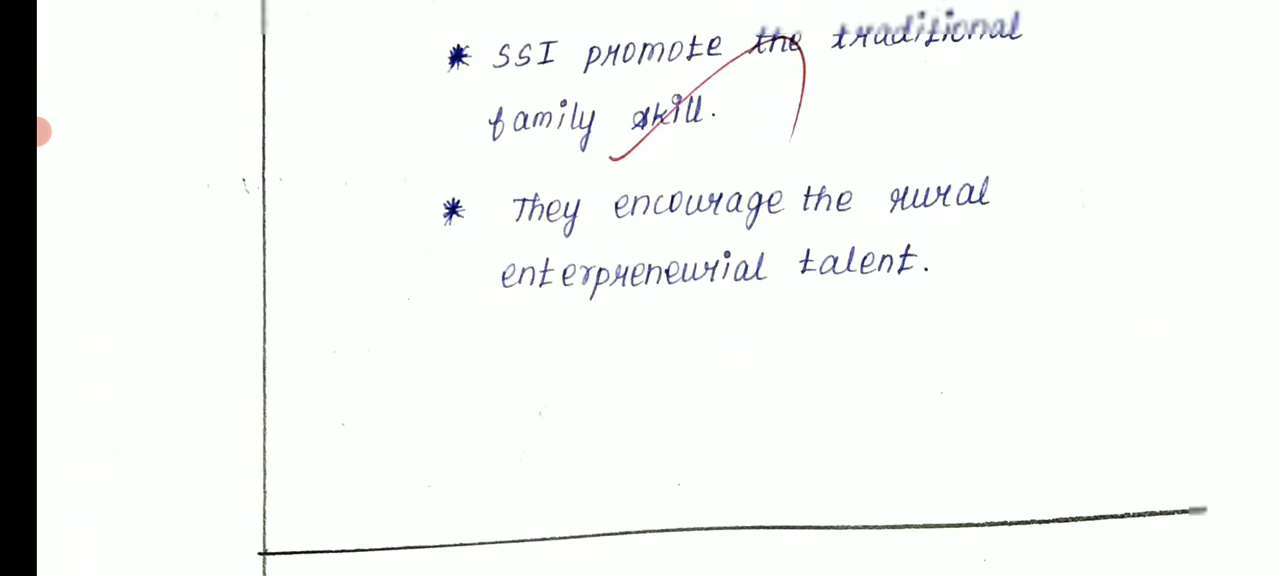 * SSI promote the traditional
family skill.
* They encourage the rural
enterpreneurial talent.